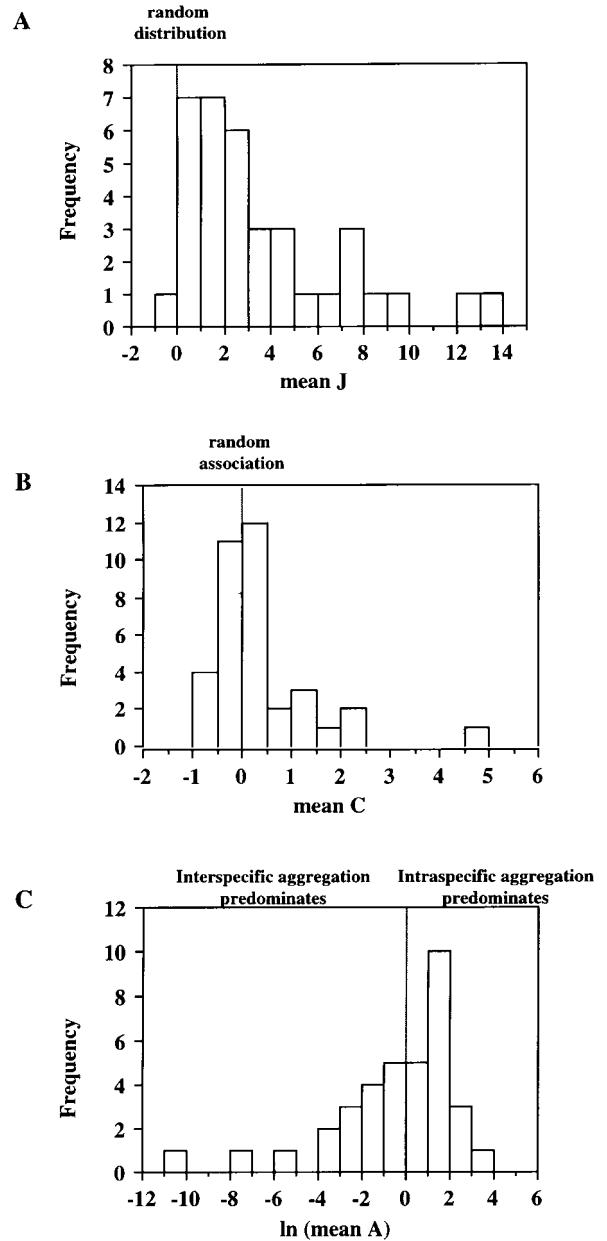 A
random
distribution
8
7
6
5
4
3
2
1
0
Frequency
-2 0 2 4 6 8 10 12 14
mean J
B
random
association
14
12
10
8
6
4
2
0
Frequency
-2 -1 0 1 2 3 4 5 6
mean C
C
Interspecific aggregation Intraspecific aggregation
predominates predominates
12
10
8
6
4
2
0
Frequency
-12 -10 -8 -6 -4 -2 0 2 4 6
ln (mean A)